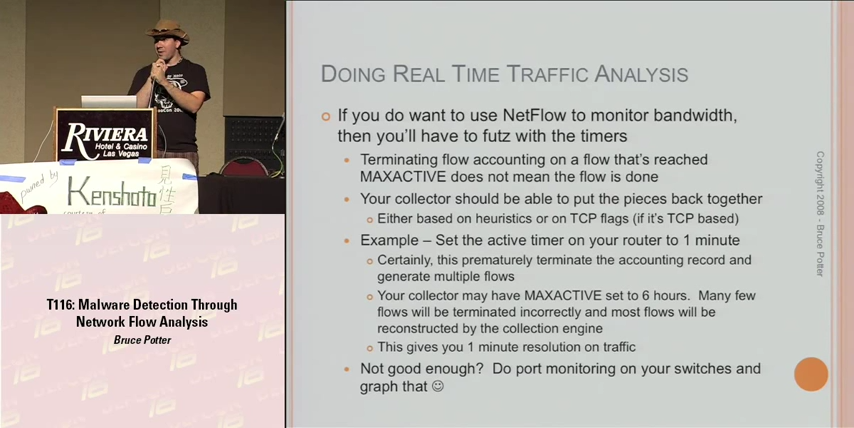 RIVIERA
Hotel & Casino
Las Vegas
owned by
Kenshoto
見性
T116: Malware Detection Through
Network Flow Analysis
Bruce Potter
DOING REAL TIME TRAFFIC ANALYSIS
If you do want to use NetFlow to monitor bandwidth,
then you'll have to futz with the timers
Terminating flow accounting on a flow that's reached
MAXACTIVE does not mean the flow is done
Your collector should be able to put the pieces back together
Either based on heuristics or on TCP flags (if it's TCP based)
Example – Set the active timer on your router to 1 minute
Certainly, this prematurely terminate the accounting record and
generate multiple flows
Your collector may have MAXACTIVE set to 6 hours. Many few
flows will be terminated incorrectly and most flows will be
reconstructed by the collection engine
This gives you 1 minute resolution on traffic
Not good enough? Do port monitoring on your switches and
graph that ☺
Copyright 2008 - Bruce Potter